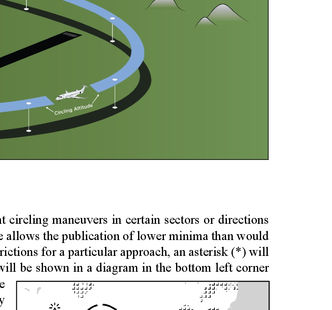 Circling Altitude
t circling maneuvers in certain sectors or directions
e allows the publication of lower minima than would
rictions for a particular approach, an asterisk (*) will
will be shown in a diagram in the bottom left corner
e
y